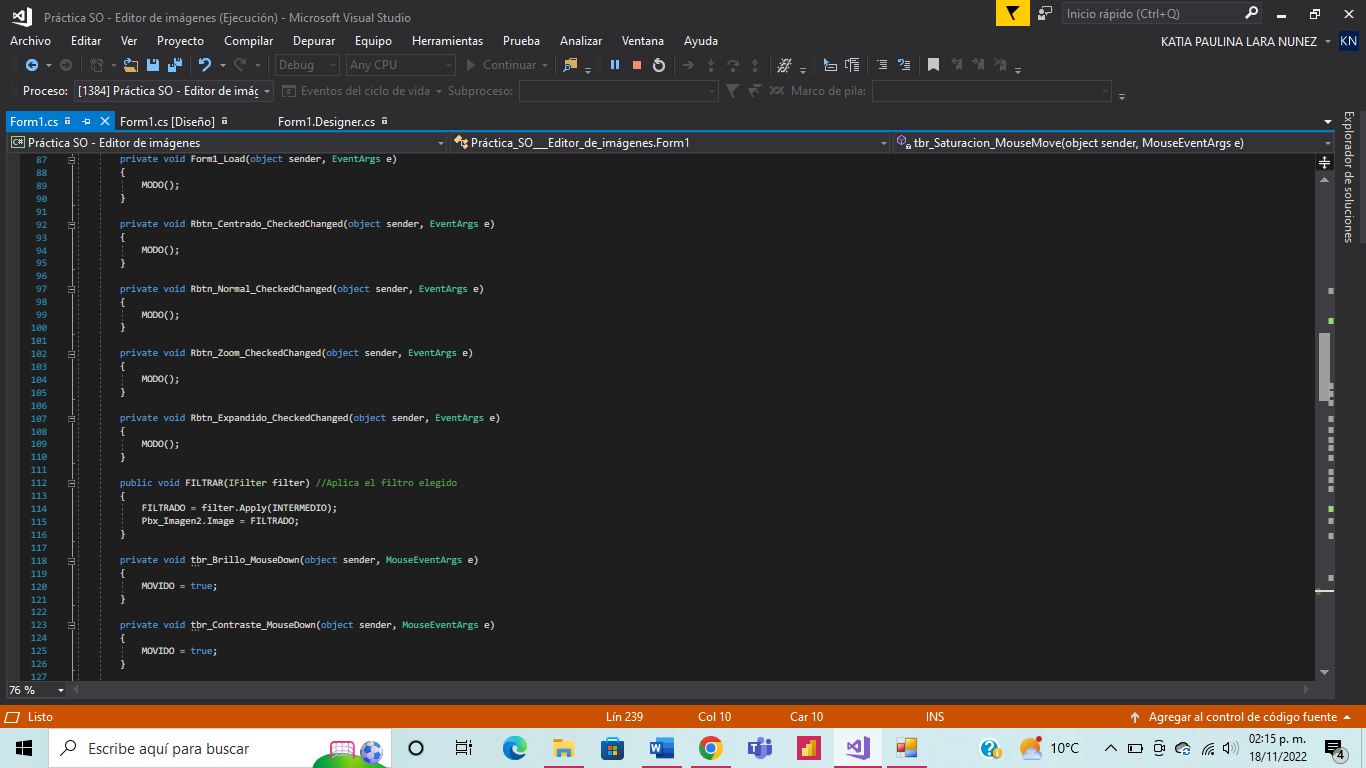 Práctica SO - Editor de imágenes (Ejecución) - Microsoft Visual Studio
Inicio rápido (Ctrl+Q)
Archivo Editar Ver Proyecto Compilar Depurar Equipo Herramientas Prueba Analizar Ventana Ayuda
KATIA PAULINA LARA NUNEZ KN
Debug Any CPU Continuar
Proceso: [1384] Práctica SO - Editor de imág Eventos del ciclo de vida Subproceso: Marco de pila:
Form1.cs Form1.cs [Diseño] Form1.Designer.cs
Explorador de soluciones
C# Práctica SO - Editor de imágenes Práctica_SO___Editor_de_imágenes.Form1 tbr_Saturacion_MouseMove(object sender, MouseEventArgs e)
87 private void Form1_Load(object sender, EventArgs e)
88 {
89 MODO();
90 }
91
92 private void Rbtn_Centrado_CheckedChanged(object sender, EventArgs e)
93 {
94 MODO();
95 }
96
97 private void Rbtn_Normal_CheckedChanged(object sender, EventArgs e)
98 {
99 MODO();
100 }
101
102 private void Rbtn_Zoom_CheckedChanged(object sender, EventArgs e)
103 {
104 MODO();
105 }
106
107 private void Rbtn_Expandido_CheckedChanged(object sender, EventArgs e)
108 {
109 MODO();
110 }
111
112 public void FILTRAR(IFilter filter) //Aplica el filtro elegido
113 {
114 FILTRADO = filter.Apply(INTERMEDIO);
115 Pbx_Imagen2.Image = FILTRADO;
116 }
117
118 private void tbr_Brillo_MouseDown(object sender, MouseEventArgs e)
119 {
120 MOVIDO = true;
121 }
122
123 private void tbr_Contraste_MouseDown(object sender, MouseEventArgs e)
124 {
125 MOVIDO = true;
126 }
127
76 %
Listo Lín 239 Col 10 Car 10 INS Agregar al control de código fuente
Escribe aquí para buscar
10°C
02:15 p. m.
18/11/2022
4